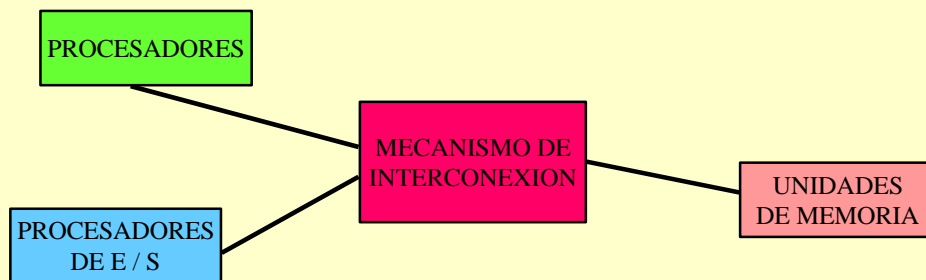 PROCESADORES
MECANISMO DE
INTERCONEXION
UNIDADES
DE MEMORIA
PROCESADORES
DE E / S